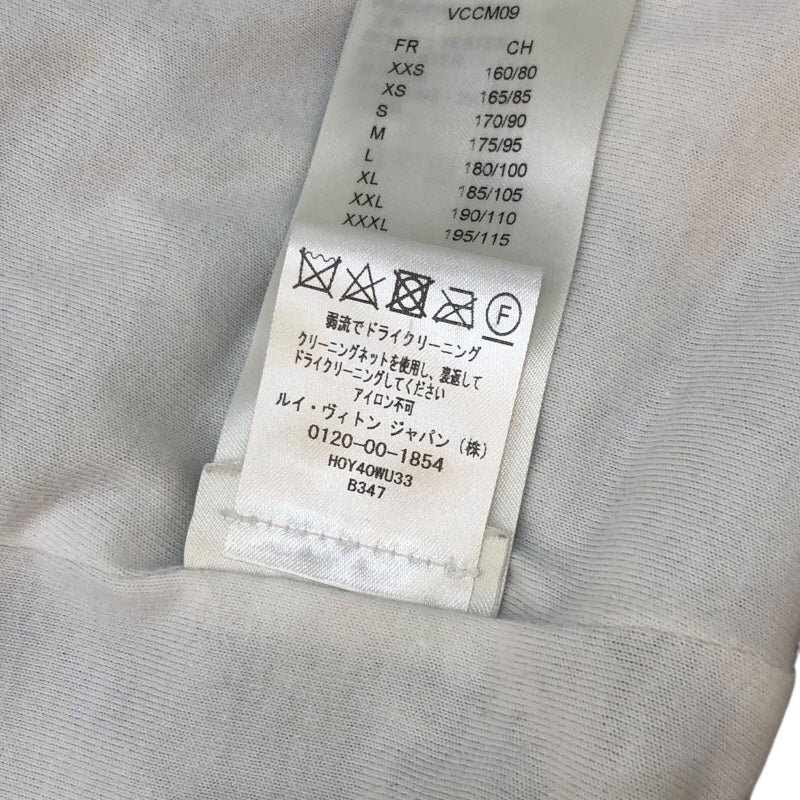 VCCM09
FR CH
XXS 160/80
XS 165/85
S 170/90
M 175/95
L 180/100
XL 185/105
XXL 190/110
XXXL 195/115
F
弱流でドライクリーニング
クリーニングネットを使用し、裏返して
ドライクリーニングしてください
アイロン不可
ルイ・ヴィトン ジャパン (株)
0120-00-1854
H0Y40WU33
B347